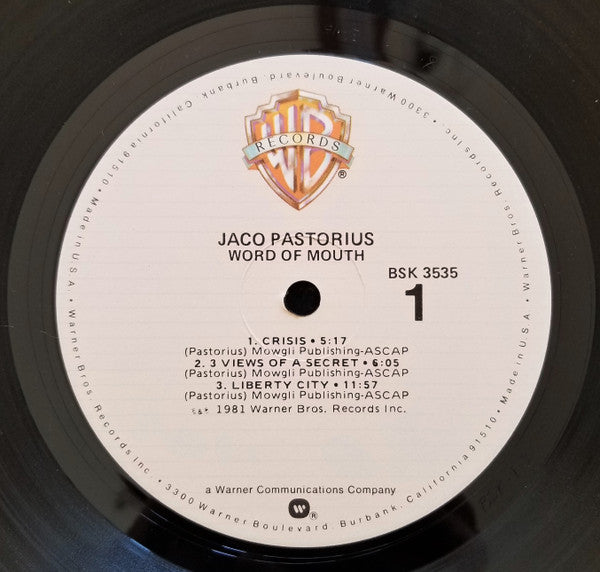 WB
RECORDS
®
JACO PASTORIUS
WORD OF MOUTH
BSK 3535
1
1. CRISIS • 5:17
(Pastorius) Mowgli Publishing-ASCAP
2. 3 VIEWS OF A SECRET • 6:05
(Pastorius) Mowgli Publishing-ASCAP
3. LIBERTY CITY • 11:57
(Pastorius) Mowgli Publishing-ASCAP
1981 Warner Bros. Records Inc.
a Warner Communications Company
®
Warner Bros. Records Inc. • 3300 Warner Boulevard, Burbank, California 91510 • Made in U.S.A. • Warner Bros. Records Inc. • 3300 Warner Boulevard, Burbank, California 91510 • Made in U.S.A. •